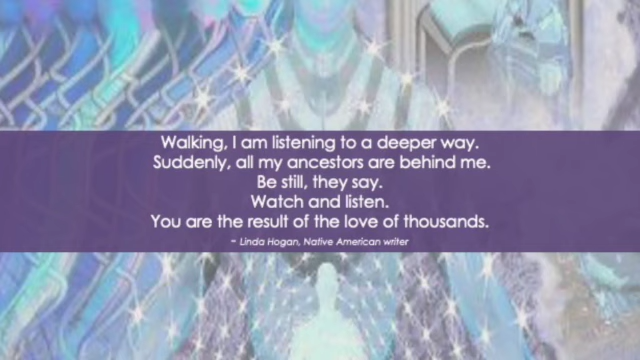 Walking, I am listening to a deeper way.
Suddenly, all my ancestors are behind me.
Be still, they say.
Watch and listen.
You are the result of the love of thousands.
~ Linda Hogan, Native American writer